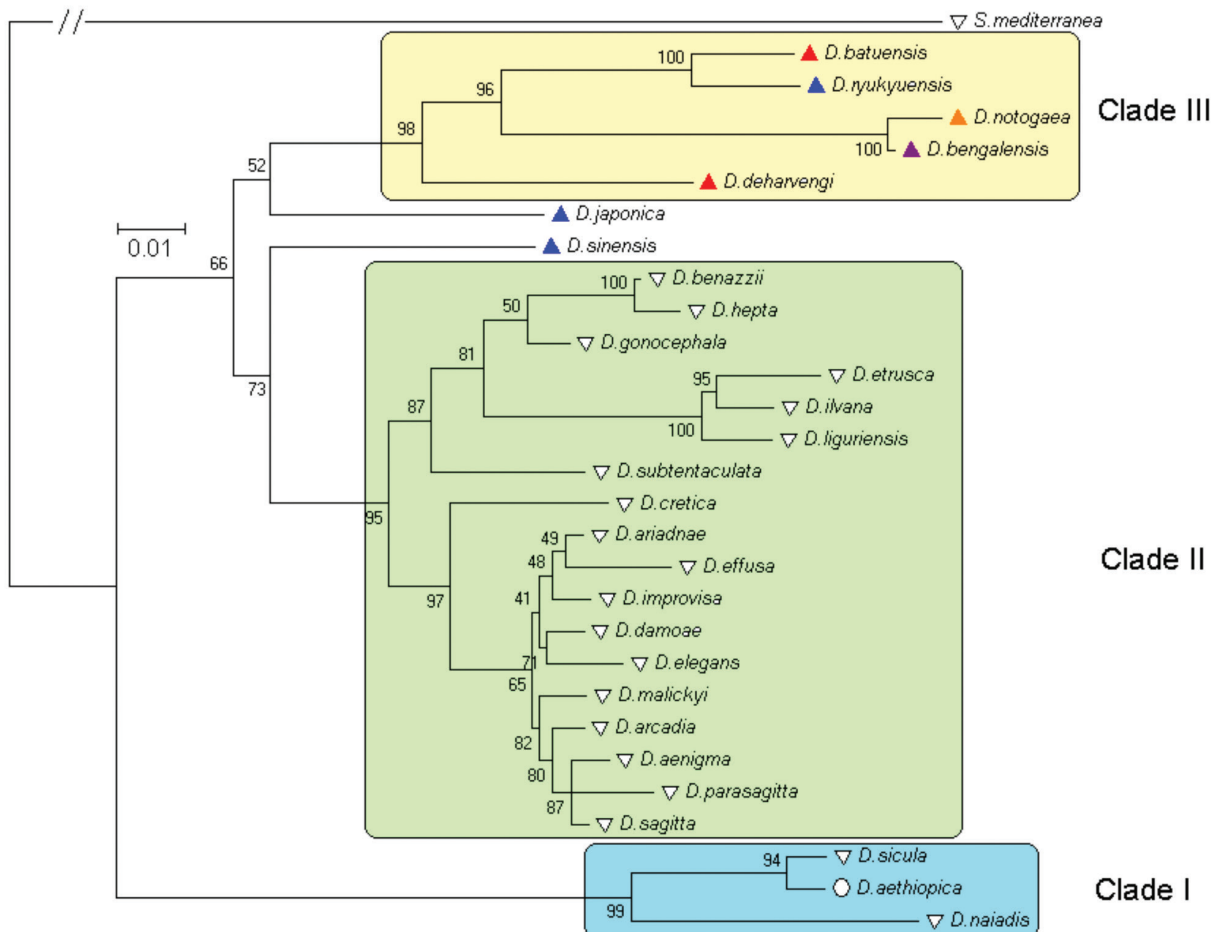 S.mediterranea
100 D.batuensis
D.ryukyuensis
96
D.notogaea
Clade III
98
100 D.bengalensis
52
D.deharvengi
D.japonica
0.01
66
D.sinensis
100 D.benazzii
50
D.hepta
D.gonocephala
81
95 D.etrusca
73
87
D.ilvana
100
D.liguriensis
D.subtentaculata
95
D.cretica
49 D.ariadnae
48
D.effusa
Clade II
97
41
D.improvisa
D.damoae
71
D.elegans
65
D.malickyi
82
D.arcadia
80
D.aenigma
D.parasagitta
87
D.sagitta
94 D.sicula
D.aethiopica
Clade I
99
D.naiadis